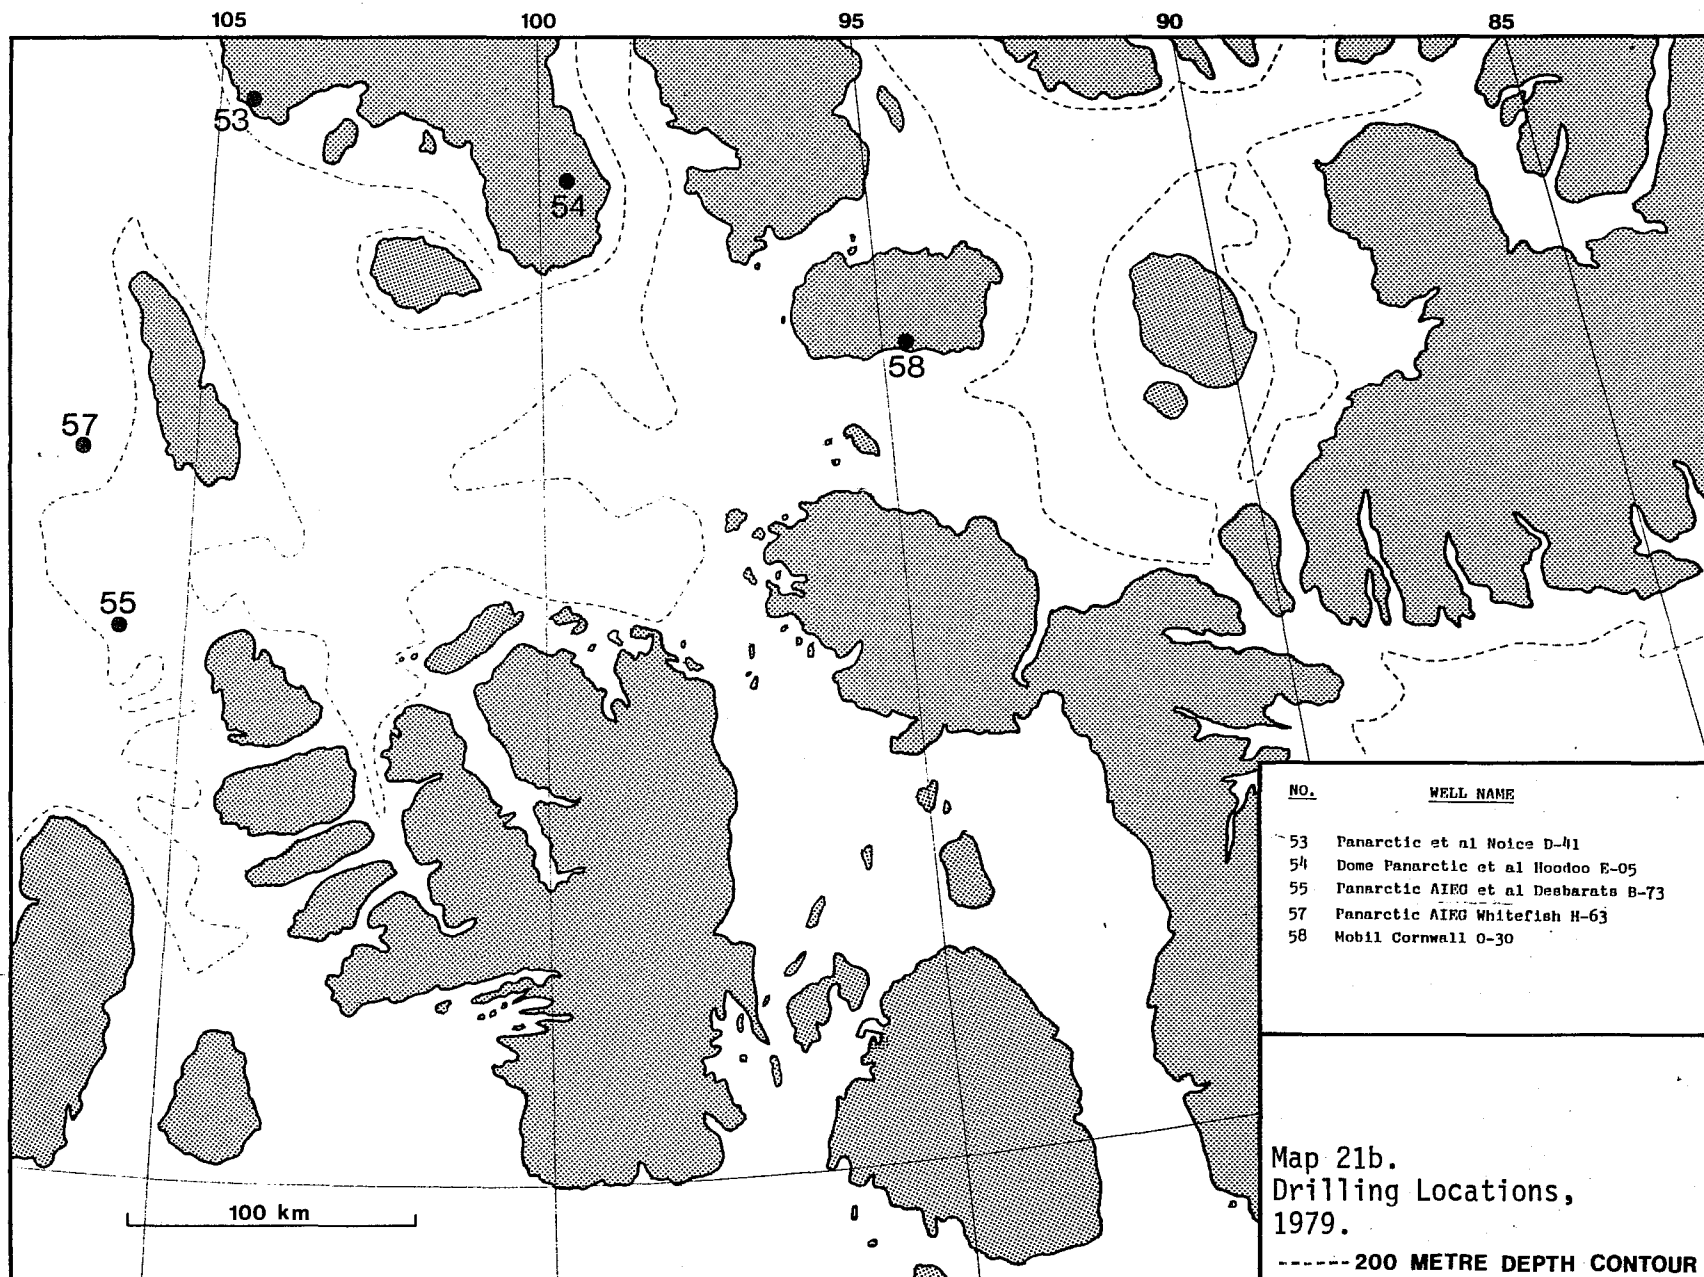 105 100 95 90 85
53
54
58
57
55
NO. WELL NAME
53 Panarctic et al Noice D-41
54 Dome Panarctic et al Hoodoo E-05
55 Panarctic AIEG et al Desbarats B-73
57 Panarctic AIEG Whitefish H-63
58 Mobil Cornwall O-30
100 km
Map 21b.
Drilling Locations,
1979.
------ 200 METRE DEPTH CONTOUR